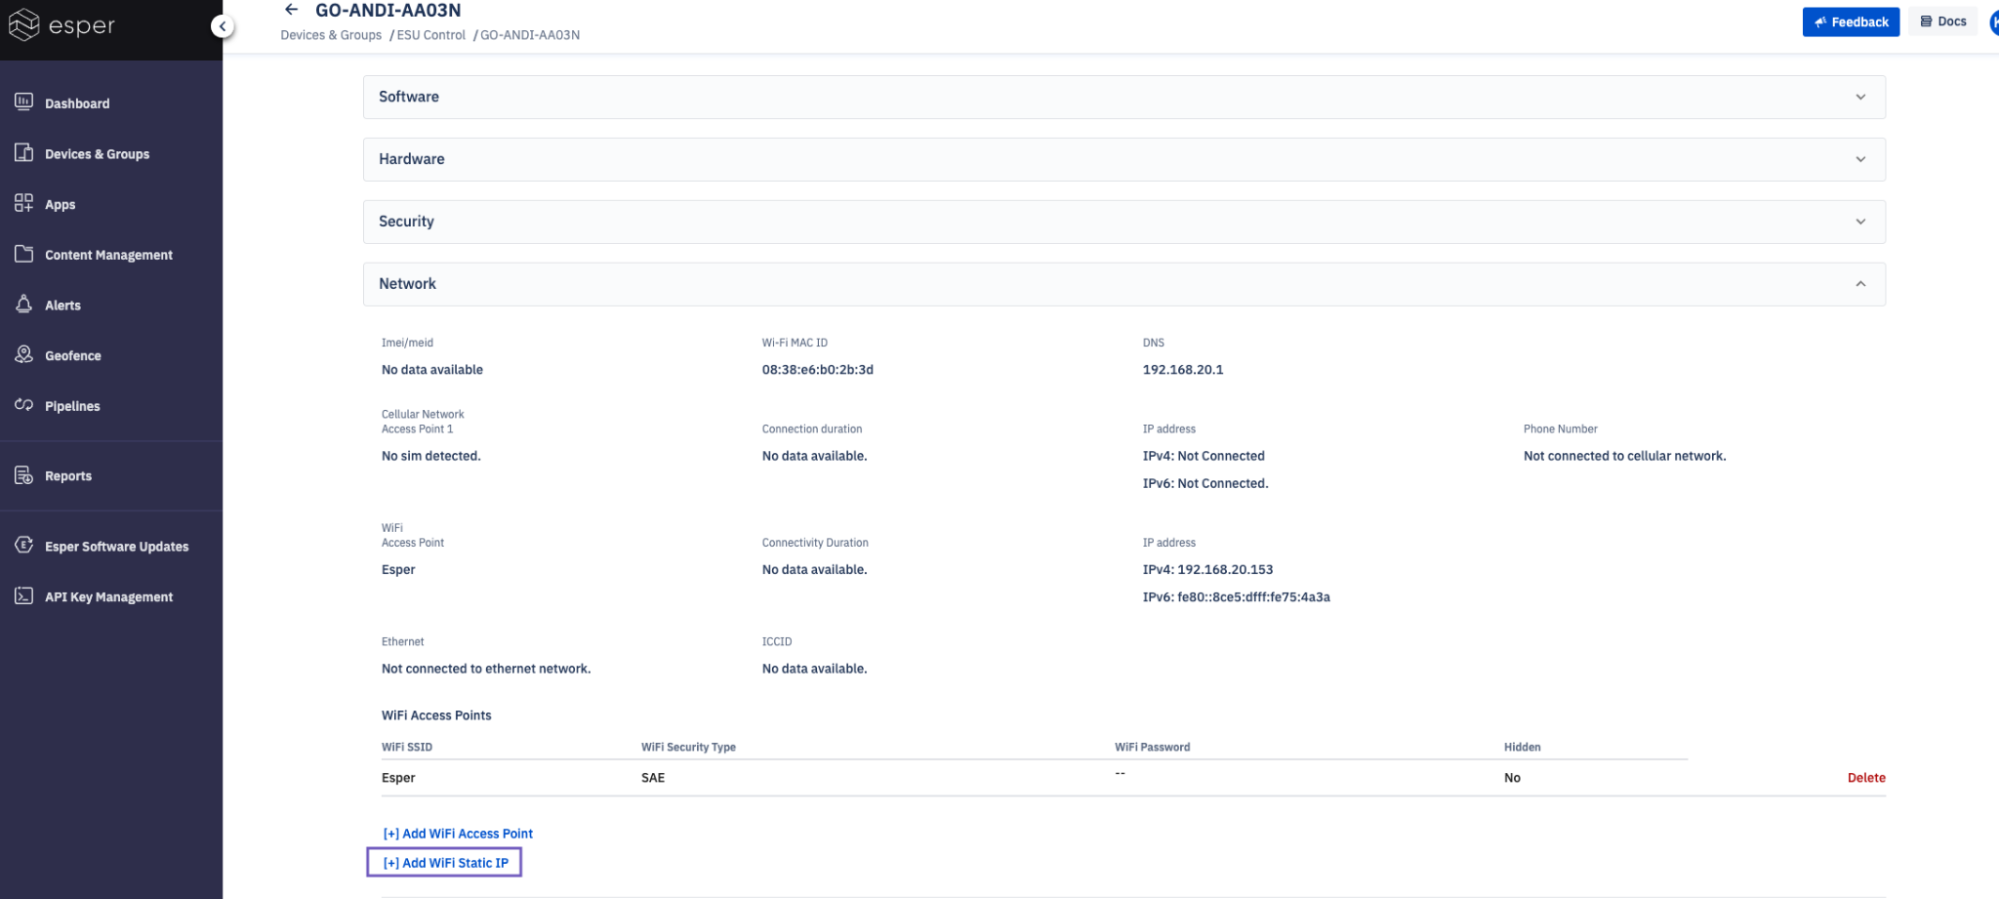 esper
GO-ANDI-AA03N
Devices & Groups / ESU Control / GO-ANDI-AA03N
Feedback
Docs
Dashboard
Devices & Groups
Apps
Content Management
Alerts
Geofence
Pipelines
Reports
Esper Software Updates
API Key Management
Software
Hardware
Security
Network
Imei/meid Wi-Fi MAC ID DNS
No data available 08:38:e6:b0:2b:3d 192.168.20.1
Cellular Network
Access Point 1 Connection duration IP address Phone Number
No sim detected. No data available. IPv4: Not Connected Not connected to cellular network.
IPv6: Not Connected.
WiFi
Access Point Connectivity Duration IP address
Esper No data available. IPv4: 192.168.20.153
IPv6: fe80::8ce5:dfff:fe75:4a3a
Ethernet ICCID
Not connected to ethernet network. No data available.
WiFi Access Points
WiFi SSID WiFi Security Type WiFi Password Hidden
Esper SAE -- No Delete
[+] Add WiFi Access Point
[+] Add WiFi Static IP